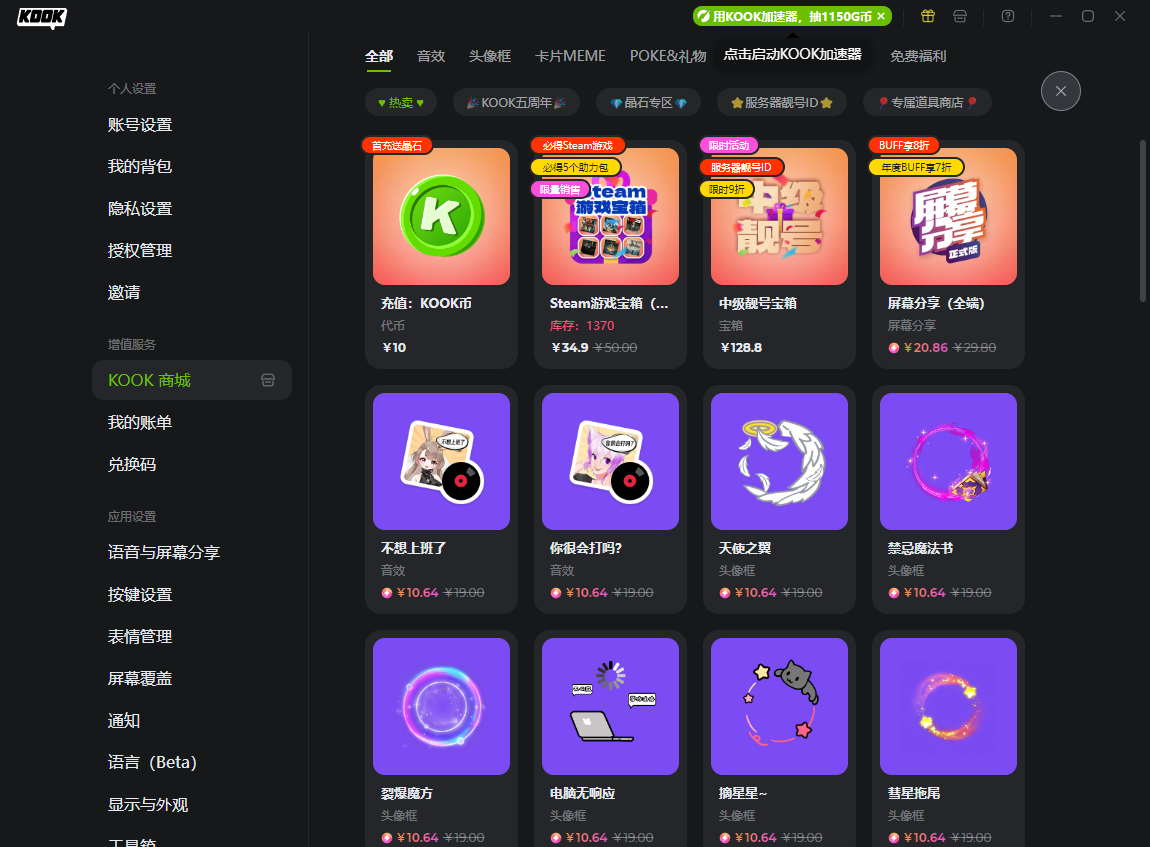 KOOK
用KOOK加速器，抽1150G币 ×
点击启动KOOK加速器
个人设置
账号设置
我的背包
隐私设置
授权管理
邀请
增值服务
KOOK 商城
我的账单
兑换码
应用设置
语音与屏幕分享
按键设置
表情管理
屏幕覆盖
通知
语言（Beta）
显示与外观
工具箱
全部 音效 头像框 卡片MEME POKE&礼物 免费福利
♥热卖♥ 🎉KOOK五周年🎉 💎晶石专区💎 ⭐服务器靓号ID⭐ 🎈专属道具商店🎈
首充送晶石
K
充值：KOOK币
代币
¥10
必得Steam游戏
必得5个助力包
限量销售
Steam
游戏宝箱
Steam游戏宝箱（...
库存：1370
¥34.9 ¥50.00
限时活动
服务器靓号ID
限时9折
中级
靓号
中级靓号宝箱
宝箱
¥128.8
BUFF享8折
年度BUFF享7折
屏幕
分享
正式版
屏幕分享（全端）
屏幕分享
¥20.86 ¥29.80
不想上班了
不想上班了
音效
¥10.64 ¥19.00
你很会打吗?
你很会打吗?
音效
¥10.64 ¥19.00
天使之翼
头像框
¥10.64 ¥19.00
禁忌魔法书
头像框
¥10.64 ¥19.00
裂爆魔方
头像框
¥10.64 ¥19.00
电脑无响应
头像框
¥10.64 ¥19.00
摘星星~
头像框
¥10.64 ¥19.00
彗星拖尾
头像框
¥10.64 ¥19.00